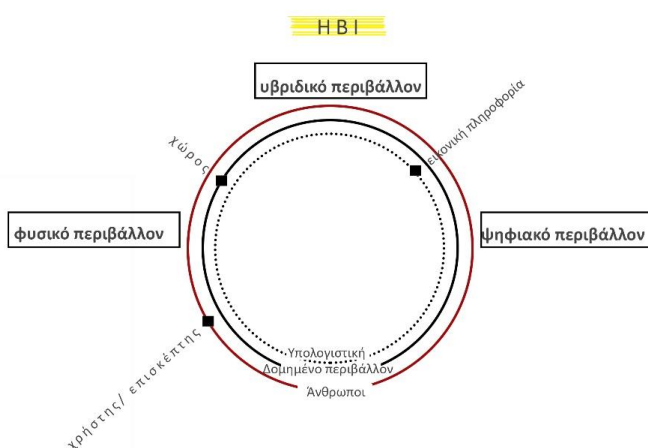 Η Β Ι
υβριδικό περιβάλλον
εικονική πληροφορία
χώρος
φυσικό περιβάλλον
ψηφιακό περιβάλλον
χρήστης/ επισκέπτης
Υπολογιστική
Δομημένο περιβάλλον
Άνθρωποι